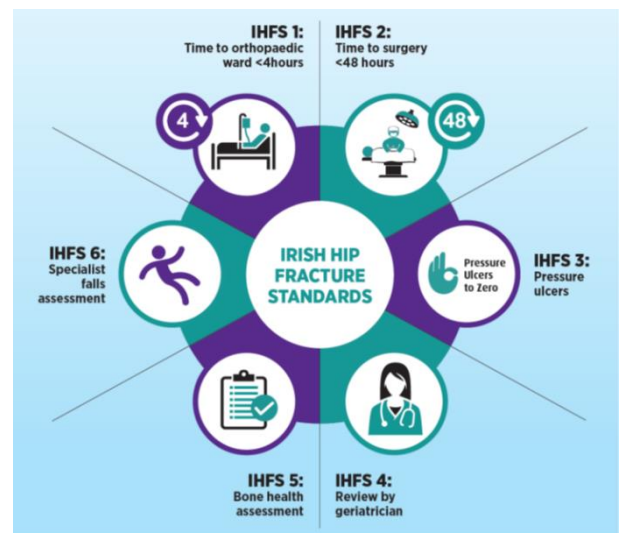 IHFS 1:
Time to orthopaedic
ward <4hours
IHFS 2:
Time to surgery
<48 hours
4
48
IRISH HIP
FRACTURE
STANDARDS
Pressure
Ulcers
to Zero
IHFS 3:
Pressure
ulcers
IHFS 6:
Specialist
falls
assessment
IHFS 5:
Bone health
assessment
IHFS 4:
Review by
geriatrician